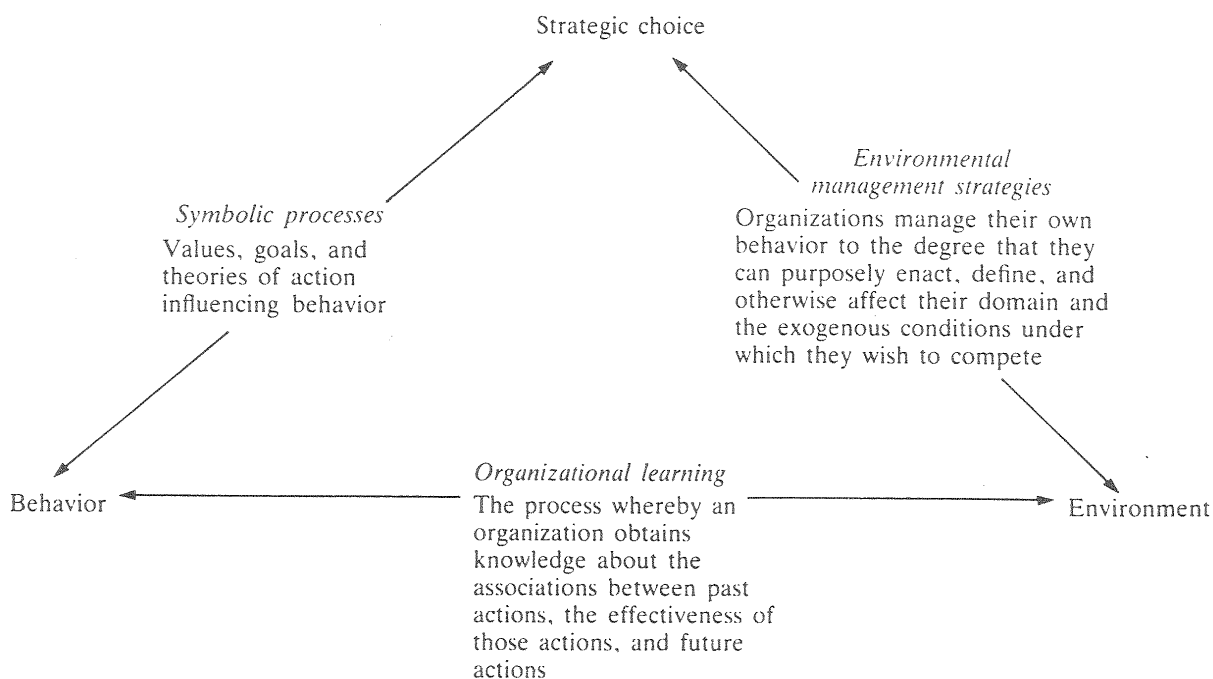 Strategic choice
Environmental
management strategies
Organizations manage their own
behavior to the degree that they
can purposely enact, define, and
otherwise affect their domain and
the exogenous conditions under
which they wish to compete
Symbolic processes
Values, goals, and
theories of action
influencing behavior
Behavior
Organizational learning
The process whereby an
organization obtains
knowledge about the
associations between past
actions, the effectiveness of
those actions, and future
actions
Environment